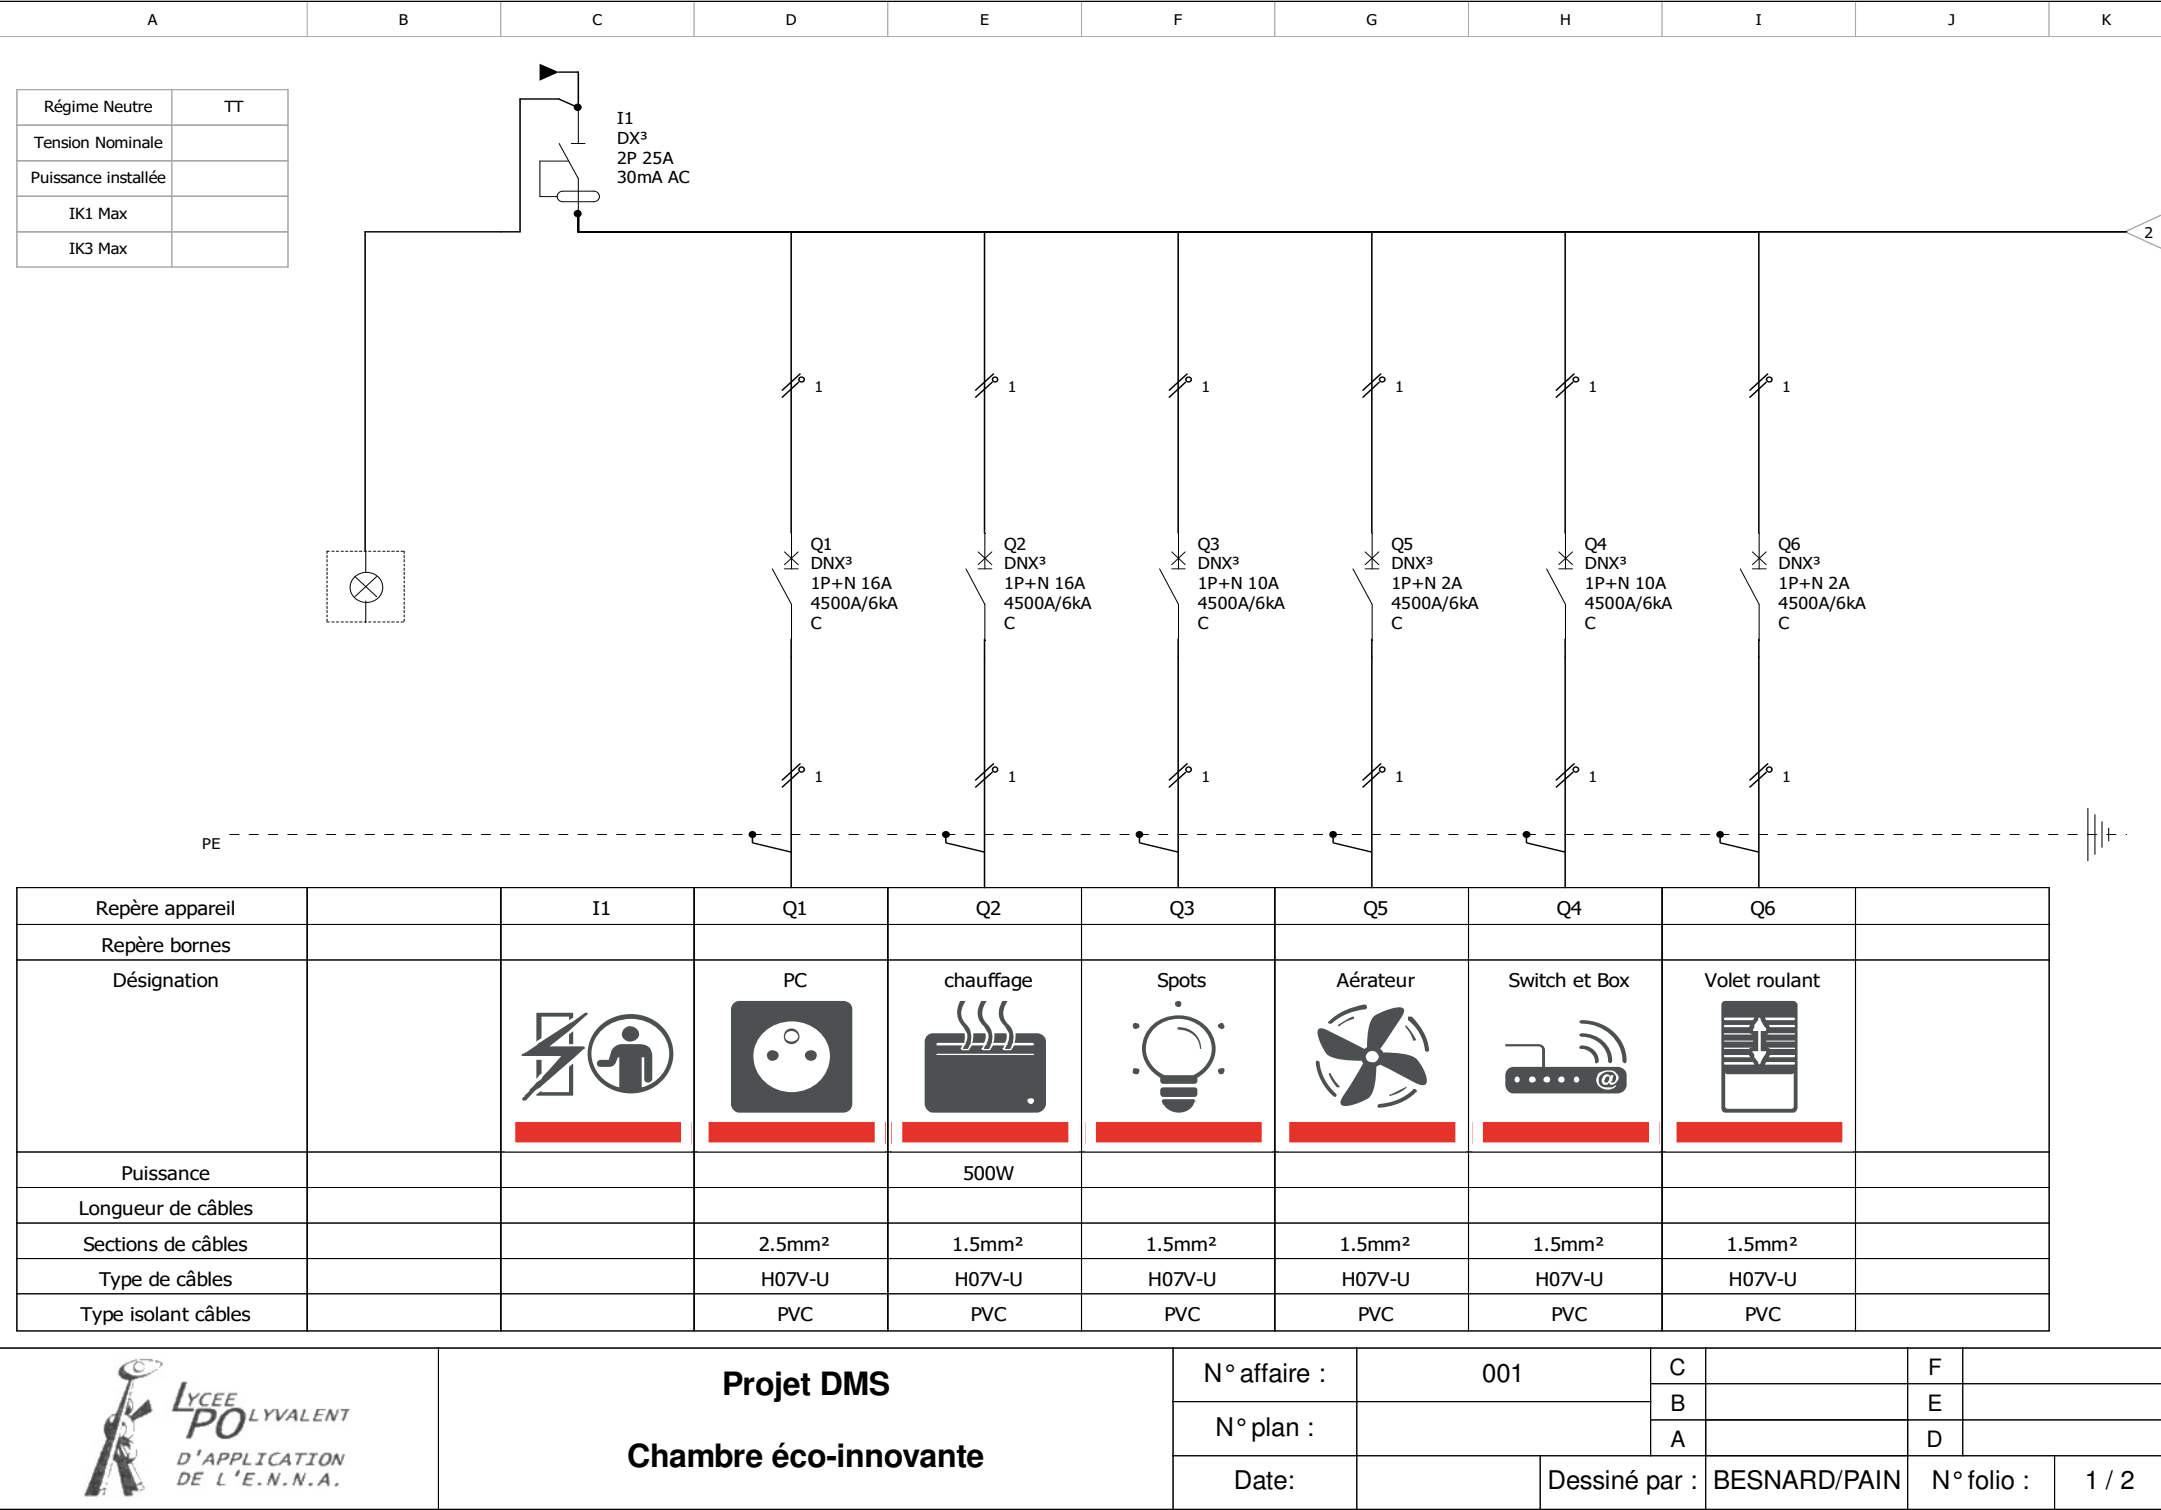 A B C D E F G H I J K
Régime Neutre TT
Tension Nominale
Puissance installée
IK1 Max
IK3 Max
I1
DX³
2P 25A
30mA AC
2
1 1 1 1 1 1
Q1
DNX³
1P+N 16A
4500A/6kA
C
Q2
DNX³
1P+N 16A
4500A/6kA
C
Q3
DNX³
1P+N 10A
4500A/6kA
C
Q5
DNX³
1P+N 2A
4500A/6kA
C
Q4
DNX³
1P+N 10A
4500A/6kA
C
Q6
DNX³
1P+N 2A
4500A/6kA
C
1 1 1 1 1 1
PE
Repère appareil I1 Q1 Q2 Q3 Q5 Q4 Q6
Repère bornes
Désignation PC chauffage Spots Aérateur Switch et Box Volet roulant
@
Puissance 500W
Longueur de câbles
Sections de câbles 2.5mm² 1.5mm² 1.5mm² 1.5mm² 1.5mm² 1.5mm²
Type de câbles H07V-U H07V-U H07V-U H07V-U H07V-U H07V-U
Type isolant câbles PVC PVC PVC PVC PVC PVC
LYCEE
POLYVALENT
D'APPLICATION
DE L'E.N.N.A.
Projet DMS
Chambre éco-innovante
N° affaire : 001
N° plan :
Date:
C F
B E
A D
Dessiné par : BESNARD/PAIN N° folio : 1 / 2